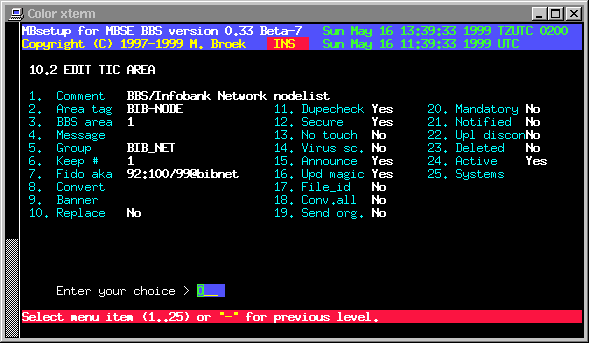 Color xterm
MBsetup for MBSE BBS version 0.33 Beta-7 Sun May 16 13:39:33 1999 TZUTC 0200
Copyright (C) 1997-1999 M. Broek INS Sun May 16 11:39:33 1999 UTC
10.2 EDIT TIC AREA
1. Comment BBS/Infobank Network nodelist
2. Area tag BIB-NODE 11. Dupecheck Yes 20. Mandatory No
3. BBS area 1 12. Secure Yes 21. Notified No
4. Message 13. No touch No 22. Upl disconNo
5. Group BIB_NET 14. Virus sc. No 23. Deleted No
6. Keep # 1 15. Announce Yes 24. Active Yes
7. Fido aka 92:100/99@bibnet 16. Upd magic Yes 25. Systems
8. Convert 17. File_id No
9. Banner 18. Conv.all No
10. Replace No 19. Send org. No
Enter your choice > 0__
Select menu item (1..25) or "-" for previous level.